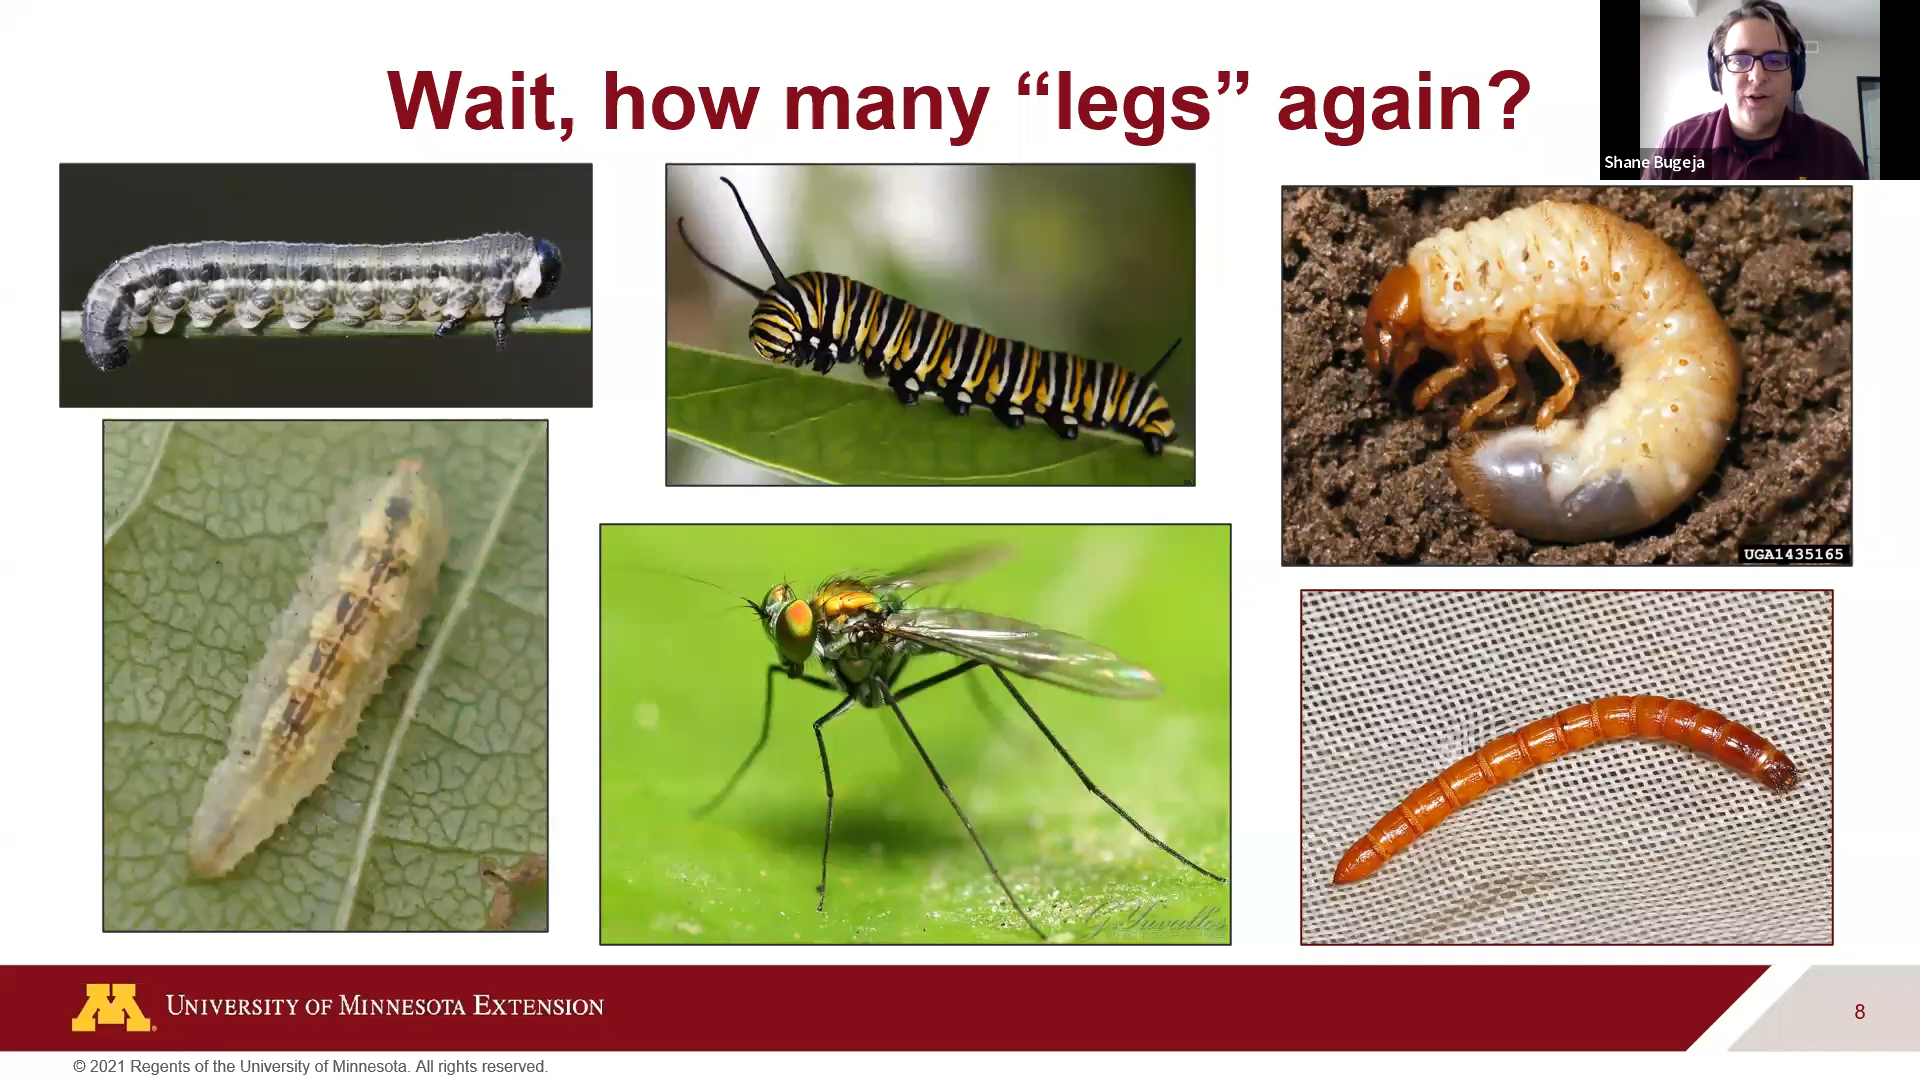 Wait, how many “legs” again?
Shane Bugeja
UGA1435165
UNIVERSITY OF MINNESOTA EXTENSION
8
© 2021 Regents of the University of Minnesota. All rights reserved.